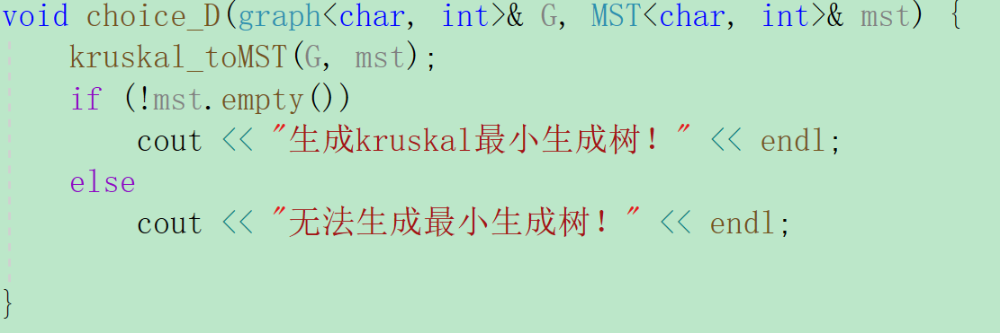 void choice_D(graph<char, int>& G, MST<char, int>& mst) {
    kruskal_toMST(G, mst);
    if (!mst.empty())
        cout << "生成kruskal最小生成树！" << endl;
    else
        cout << "无法生成最小生成树！" << endl;
}